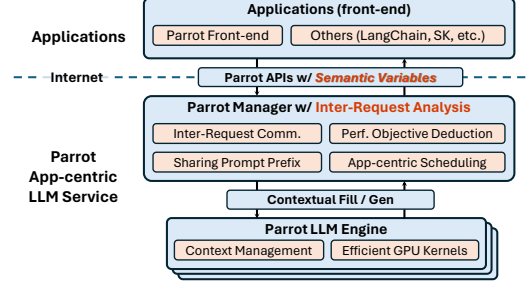 Applications (front-end)
Applications
Parrot Front-end
Others (LangChain, SK, etc.)
Internet
Parrot APIs w/ Semantic Variables
Parrot Manager w/ Inter-Request Analysis
Inter-Request Comm.
Perf. Objective Deduction
Sharing Prompt Prefix
App-centric Scheduling
Parrot
App-centric
LLM Service
Contextual Fill / Gen
Parrot LLM Engine
Context Management
Efficient GPU Kernels